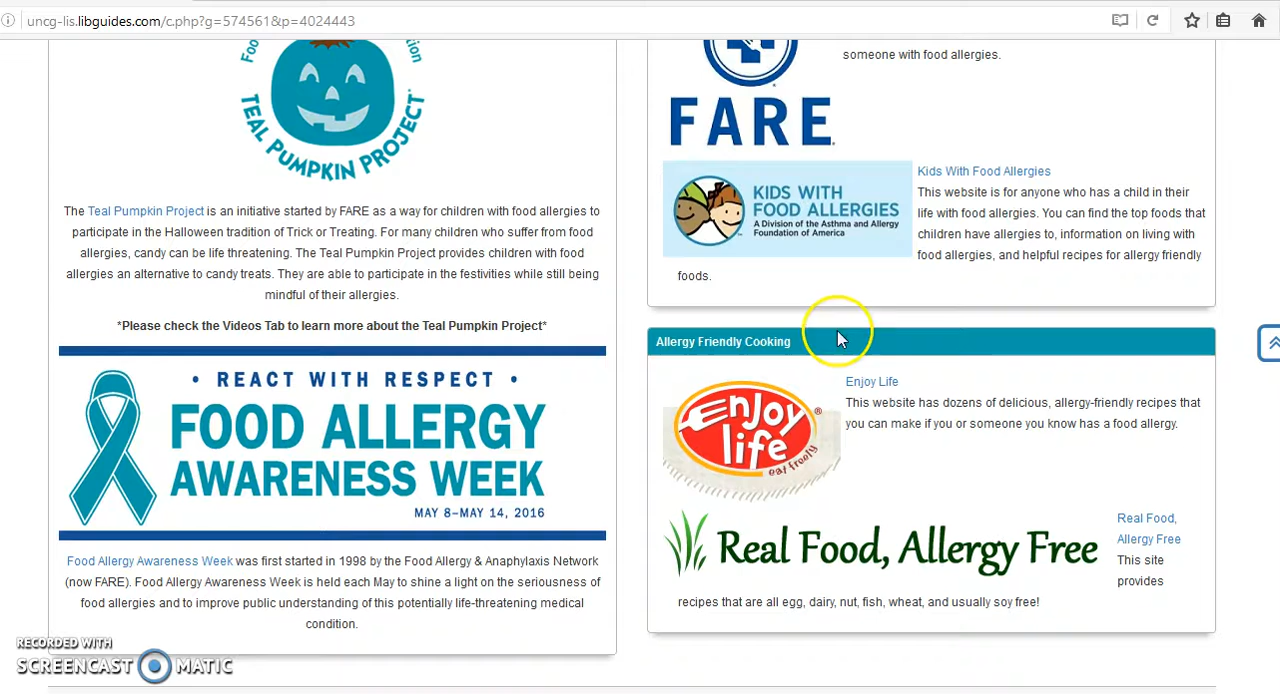 uncg-lis.libguides.com/c.php?g=574561&p=4024443
TEAL PUMPKIN PROJECT
The Teal Pumpkin Project is an initiative started by FARE as a way for children with food allergies to
participate in the Halloween tradition of Trick or Treating. For many children who suffer from food
allergies, candy can be life threatening. The Teal Pumpkin Project provides children with food
allergies an alternative to candy treats. They are able to participate in the festivities while still being
mindful of their allergies.
*Please check the Videos Tab to learn more about the Teal Pumpkin Project*
• REACT WITH RESPECT •
FOOD ALLERGY
AWARENESS WEEK
MAY 8–MAY 14, 2016
Food Allergy Awareness Week was first started in 1998 by the Food Allergy & Anaphylaxis Network
(now FARE). Food Allergy Awareness Week is held each May to shine a light on the seriousness of
food allergies and to improve public understanding of this potentially life-threatening medical
condition.
someone with food allergies.
FARE
KIDS WITH
FOOD ALLERGIES
A Division of the Asthma and Allergy
Foundation of America
Kids With Food Allergies
This website is for anyone who has a child in their
life with food allergies. You can find the top foods that
children have allergies to, information on living with
food allergies, and helpful recipes for allergy friendly
foods.
Allergy Friendly Cooking
Enjoy
life
eat freely
®
Enjoy Life
This website has dozens of delicious, allergy-friendly recipes that
you can make if you or someone you know has a food allergy.
Real Food, Allergy Free
Real Food,
Allergy Free
This site
provides
recipes that are all egg, dairy, nut, fish, wheat, and usually soy free!
RECORDED WITH
SCREENCAST MATIC